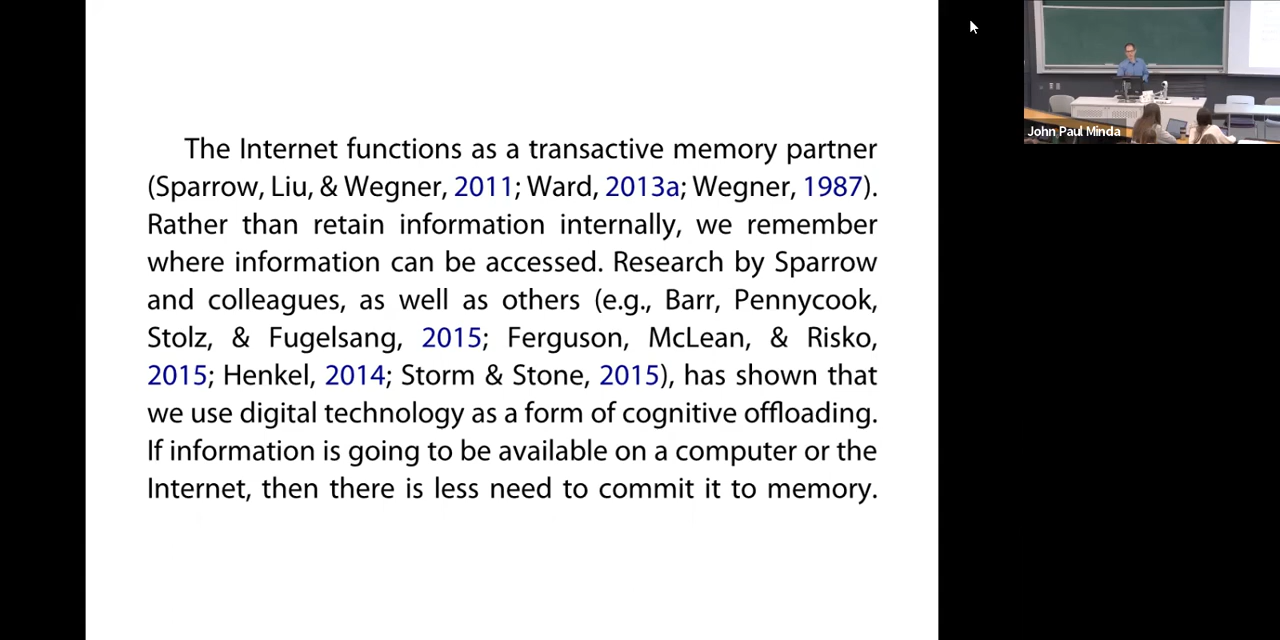 The Internet functions as a transactive memory partner
(Sparrow, Liu, & Wegner, 2011; Ward, 2013a; Wegner, 1987).
Rather than retain information internally, we remember
where information can be accessed. Research by Sparrow
and colleagues, as well as others (e.g., Barr, Pennycook,
Stolz, & Fugelsang, 2015; Ferguson, McLean, & Risko,
2015; Henkel, 2014; Storm & Stone, 2015), has shown that
we use digital technology as a form of cognitive offloading.
If information is going to be available on a computer or the
Internet, then there is less need to commit it to memory.
John Paul Minda